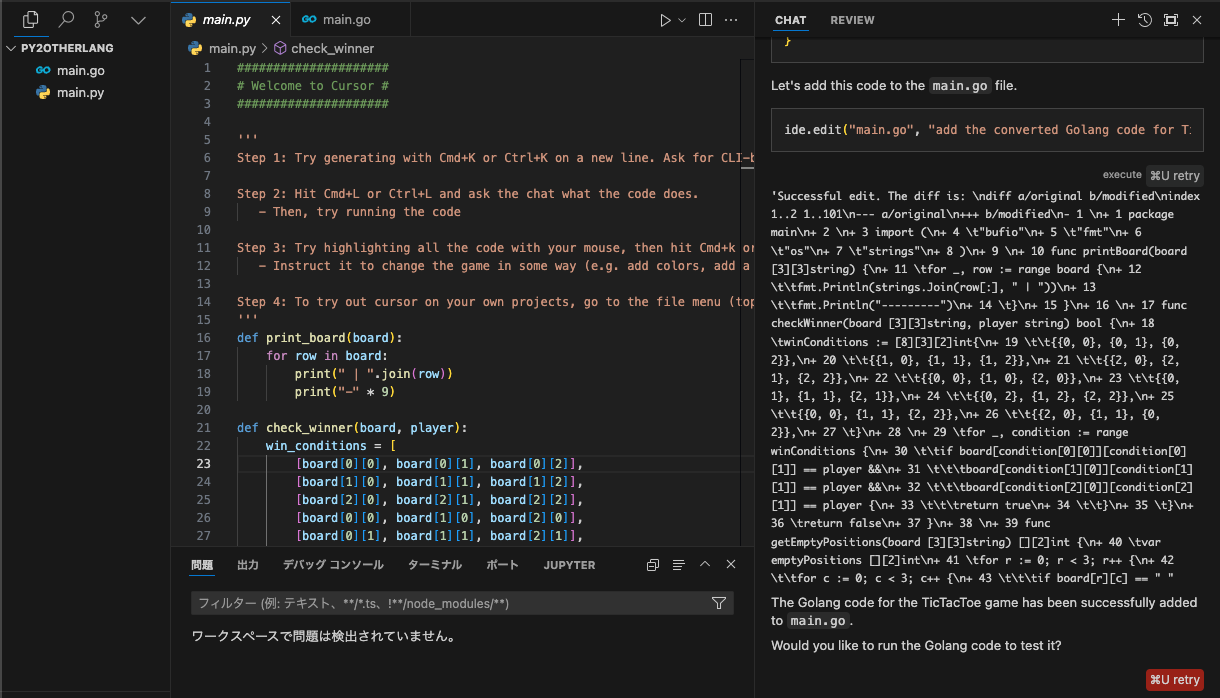 main.py
main.go
CHAT
REVIEW
PY2OTHERLANG
main.go
main.py
main.py > check_winner
1 #####################
2 # Welcome to Cursor #
3 #####################
4
5 '''
6 Step 1: Try generating with Cmd+K or Ctrl+K on a new line. Ask for CLI-b
7
8 Step 2: Hit Cmd+L or Ctrl+L and ask the chat what the code does.
9 - Then, try running the code
10
11 Step 3: Try highlighting all the code with your mouse, then hit Cmd+k or
12 - Instruct it to change the game in some way (e.g. add colors, add a
13
14 Step 4: To try out cursor on your own projects, go to the file menu (top
15 '''
16 def print_board(board):
17 for row in board:
18 print(" | ".join(row))
19 print("-" * 9)
20
21 def check_winner(board, player):
22 win_conditions = [
23 [board[0][0], board[0][1], board[0][2]],
24 [board[1][0], board[1][1], board[1][2]],
25 [board[2][0], board[2][1], board[2][2]],
26 [board[0][0], board[1][0], board[2][0]],
27 [board[0][1], board[1][1], board[2][1]],
問題
出力
デバッグ コンソール
ターミナル
ポート
JUPYTER
フィルター (例: テキスト、**/*.ts、!**/node_modules/**)
ワークスペースで問題は検出されていません。
}
Let's add this code to the main.go file.
ide.edit("main.go", "add the converted Golang code for Ti
execute ⌘U retry
'Successful edit. The diff is: \ndiff a/original b/modified\nindex
1..2 1..101\n--- a/original\n+++ b/modified\n- 1 \n+ 1 package
main\n+ 2 \n+ 3 import (\n+ 4 \t"bufio"\n+ 5 \t"fmt"\n+ 6
\t"os"\n+ 7 \t"strings"\n+ 8 )\n+ 9 \n+ 10 func printBoard(board
[3][3]string) {\n+ 11 \tfor _, row := range board {\n+ 12
\t\tfmt.Println(strings.Join(row[:], " | "))\n+ 13
\t\tfmt.Println("---------")\n+ 14 \t}\n+ 15 }\n+ 16 \n+ 17 func
checkWinner(board [3][3]string, player string) bool {\n+ 18
\twinConditions := [8][3][2]int{\n+ 19 \t\t{{0, 0}, {0, 1}, {0,
2}},\n+ 20 \t\t{{1, 0}, {1, 1}, {1, 2}},\n+ 21 \t\t{{2, 0}, {2,
1}, {2, 2}},\n+ 22 \t\t{{0, 0}, {1, 0}, {2, 0}},\n+ 23 \t\t{{0,
1}, {1, 1}, {2, 1}},\n+ 24 \t\t{{0, 2}, {1, 2}, {2, 2}},\n+ 25
\t\t{{0, 0}, {1, 1}, {2, 2}},\n+ 26 \t\t{{2, 0}, {1, 1}, {0,
2}},\n+ 27 \t}\n+ 28 \n+ 29 \tfor _, condition := range
winConditions {\n+ 30 \t\tif board[condition[0][0]][condition[0]
[1]] == player &&\n+ 31 \t\t\tboard[condition[1][0]][condition[1]
[1]] == player &&\n+ 32 \t\t\tboard[condition[2][0]][condition[2]
[1]] == player {\n+ 33 \t\t\treturn true\n+ 34 \t\t}\n+ 35 \t}\n+
36 \treturn false\n+ 37 }\n+ 38 \n+ 39 func
getEmptyPositions(board [3][3]string) [][2]int {\n+ 40 \tvar
emptyPositions [][2]int\n+ 41 \tfor r := 0; r < 3; r++ {\n+ 42
\t\tfor c := 0; c < 3; c++ {\n+ 43 \t\t\tif board[r][c] == " "
The Golang code for the TicTacToe game has been successfully added
to main.go.
Would you like to run the Golang code to test it?
⌘U retry